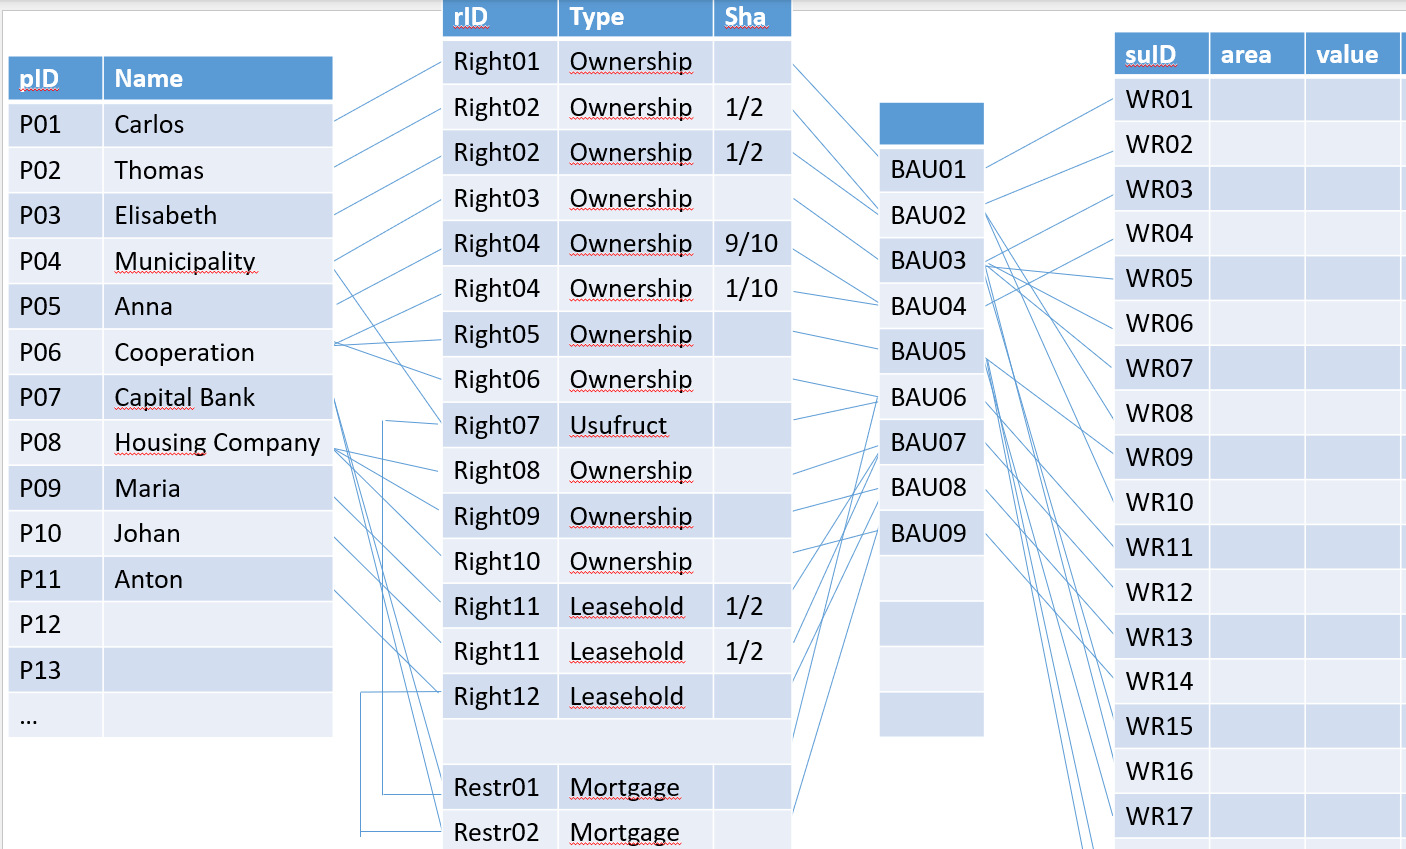 pID Name
P01 Carlos
P02 Thomas
P03 Elisabeth
P04 Municipality
P05 Anna
P06 Cooperation
P07 Capital Bank
P08 Housing Company
P09 Maria
P10 Johan
P11 Anton
P12
P13
...
rID Type Sha
Right01 Ownership
Right02 Ownership 1/2
Right02 Ownership 1/2
Right03 Ownership
Right04 Ownership 9/10
Right04 Ownership 1/10
Right05 Ownership
Right06 Ownership
Right07 Usufruct
Right08 Ownership
Right09 Ownership
Right10 Ownership
Right11 Leasehold 1/2
Right11 Leasehold 1/2
Right12 Leasehold
Restr01 Mortgage
Restr02 Mortgage
BAU01
BAU02
BAU03
BAU04
BAU05
BAU06
BAU07
BAU08
BAU09
suID area value
WR01
WR02
WR03
WR04
WR05
WR06
WR07
WR08
WR09
WR10
WR11
WR12
WR13
WR14
WR15
WR16
WR17